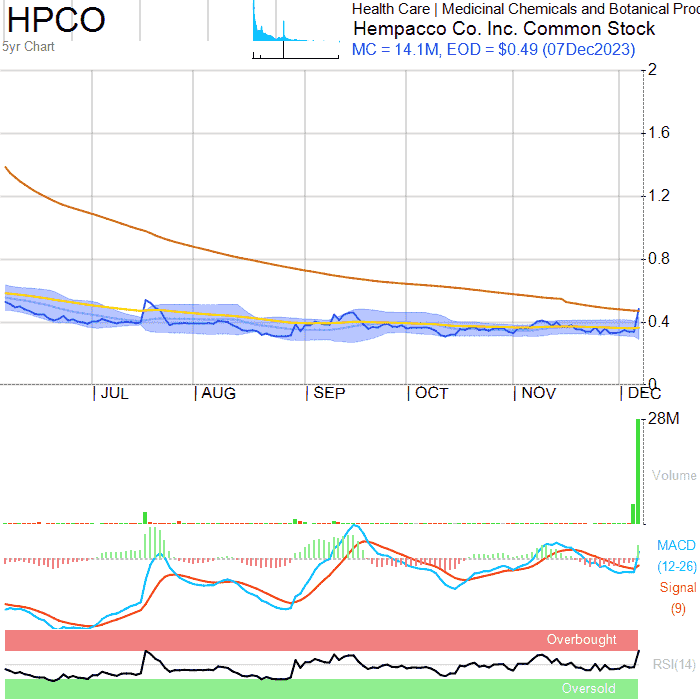 HPCO
5yr Chart
Health Care | Medicinal Chemicals and Botanical Proc
Hempacco Co. Inc. Common Stock
MC = 14.1M, EOD = $0.49 (07Dec2023)
2
1.6
1.2
0.8
0.4
0
JUL AUG SEP OCT NOV DEC
28M
Volume
MACD
(12-26)
Signal
(9)
Overbought
RSI(14)
Oversold